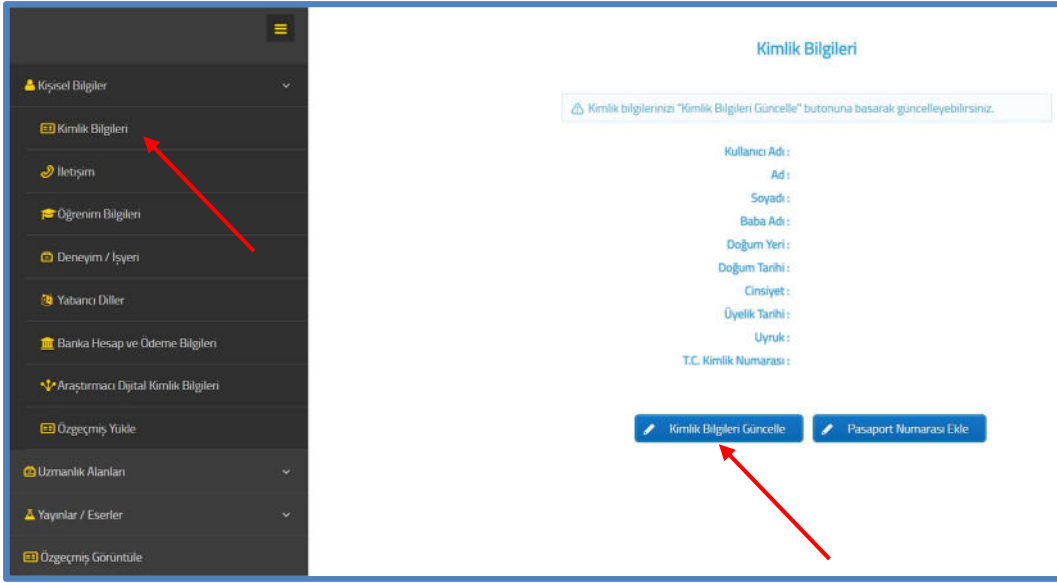 Kişisel Bilgiler
Kimlik Bilgileri
İletişim
Öğrenim Bilgileri
Deneyim / İşyeri
Yabancı Diller
Banka Hesap ve Ödeme Bilgileri
Araştırmacı Dijital Kimlik Bilgileri
Özgeçmiş Yükle
Uzmanlık Alanları
Yayınlar / Eserler
Özgeçmiş Görüntüle
Kimlik Bilgileri
Kimlik bilgilerinizi "Kimlik Bilgileri Güncelle" butonuna basarak güncelleyebilirsiniz.
Kullanıcı Adı :
Ad :
Soyadı :
Baba Adı :
Doğum Yeri :
Doğum Tarihi :
Cinsiyet :
Üyelik Tarihi :
Uyruk :
T.C. Kimlik Numarası :
Kimlik Bilgileri Güncelle
Pasaport Numarası Ekle